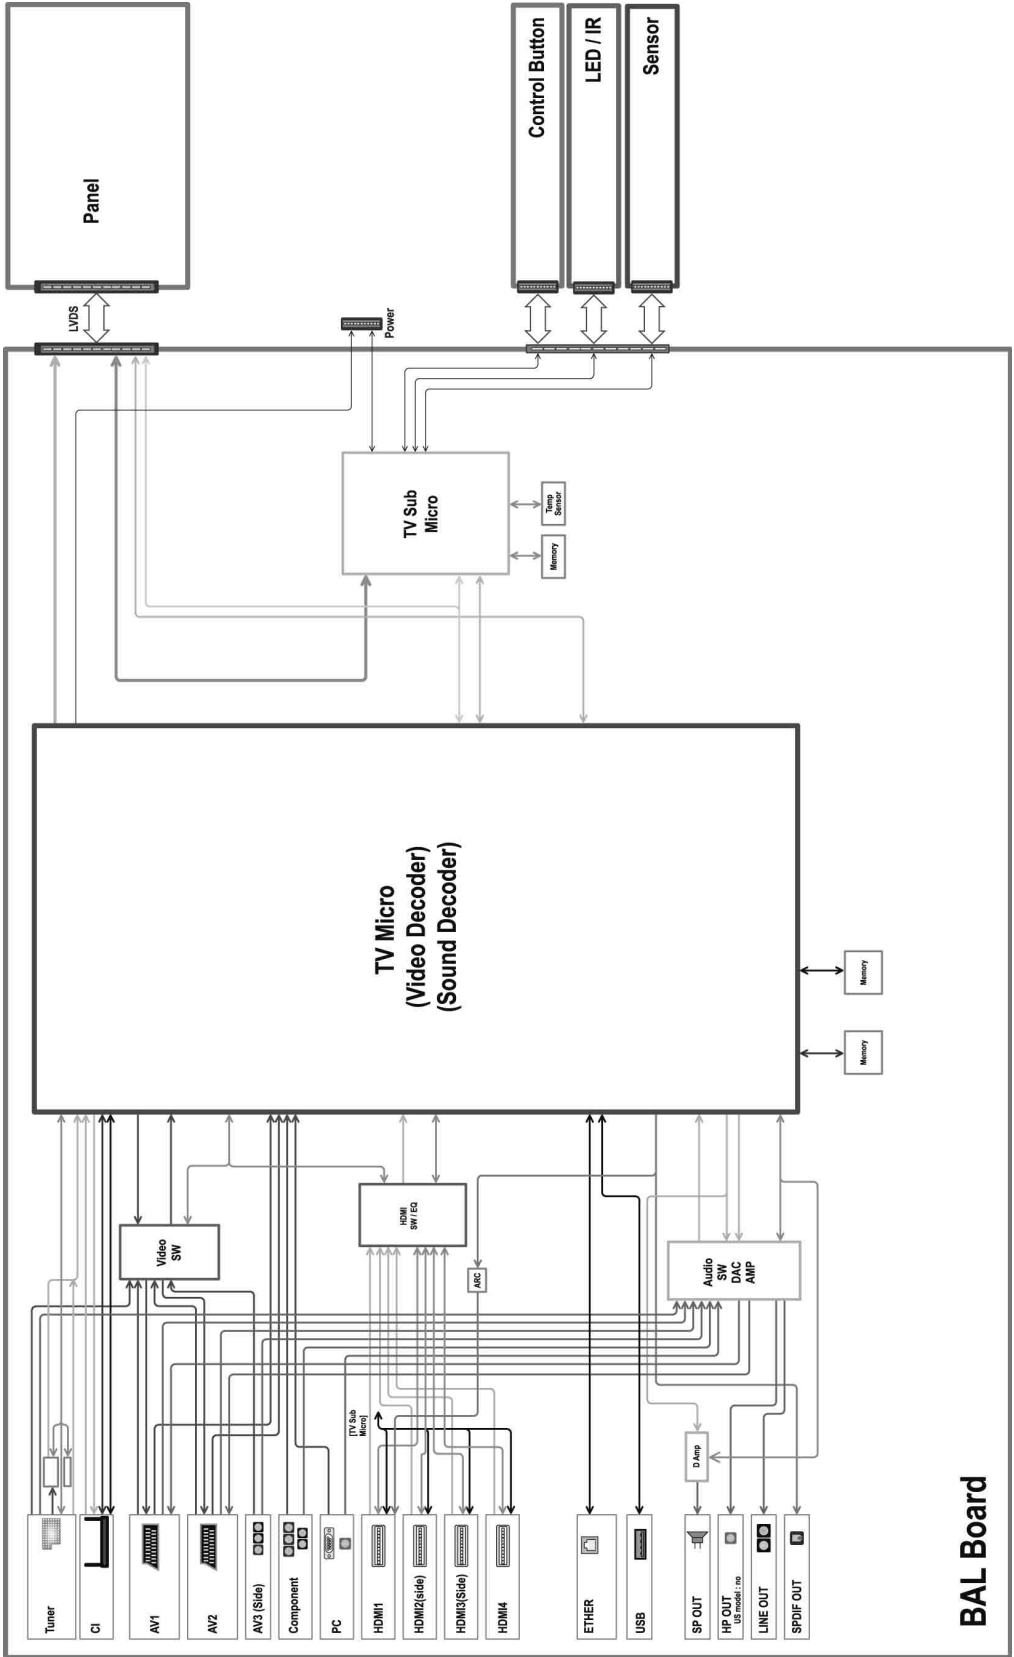 Panel
Control Button
LED / IR
Sensor
LVDS
Power
TV Sub
Micro
Temp
Sensor
Memory
TV Micro
(Video Decoder)
(Sound Decoder)
Memory
Memory
Video
SW
HDMI
SW / EQ
ARC
Audio
SW
DAC
AMP
[TV Sub
Micro]
D Amp
Tuner
CI
AV1
AV2
AV3 (Side)
Component
PC
HDMI1
HDMI2(side)
HDMI3(Side)
HDMI4
ETHER
USB
SP OUT
HP OUT
US model : no
LINE OUT
SPDIF OUT
BAL Board